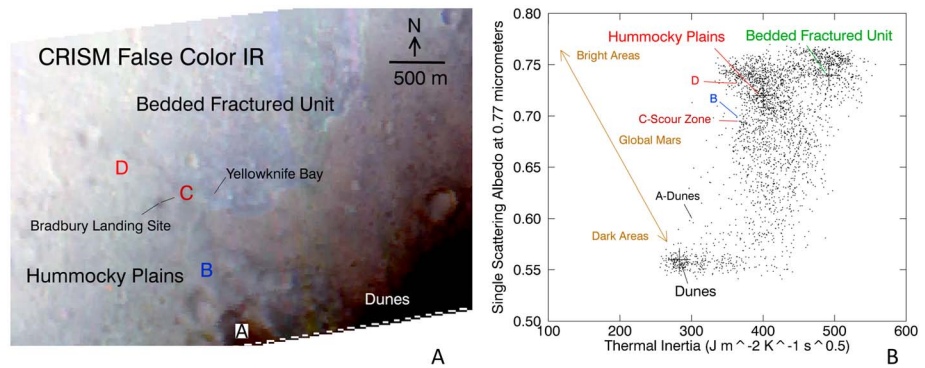 CRISM False Color IR
N
500 m
Bedded Fractured Unit
D
C
Yellowknife Bay
Bradbury Landing Site
Hummocky Plains
B
Dunes
A
A
B
0.80
0.75
0.70
0.65
0.60
0.55
0.50
Single Scattering Albedo at 0.77 micrometers
Hummocky Plains
Bedded Fractured Unit
Bright Areas
D
B
C-Scour Zone
Global Mars
A-Dunes
Dark Areas
Dunes
100 200 300 400 500 600
Thermal Inertia (J m^-2 K^-1 s^0.5)
B